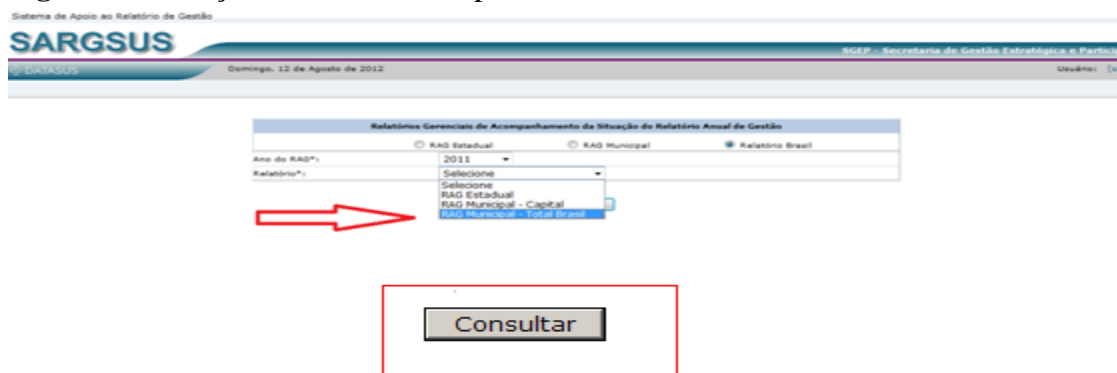 Sistema de Apoio ao Relatório de Gestão
SARGSUS
SGEP - Secretaria de Gestão Estratégica e Partici
DATASUS Domingo, 12 de Agosto de 2012 Usuário:
Relatórios Gerenciais de Acompanhamento da Situação do Relatório Anual de Gestão
RAG Estadual RAG Municipal Relatório Brasil
Ano do RAG*: 2011
Relatório*: Selecione
Selecione
RAG Estadual
RAG Municipal - Capital
RAG Municipal - Total Brasil
Consultar